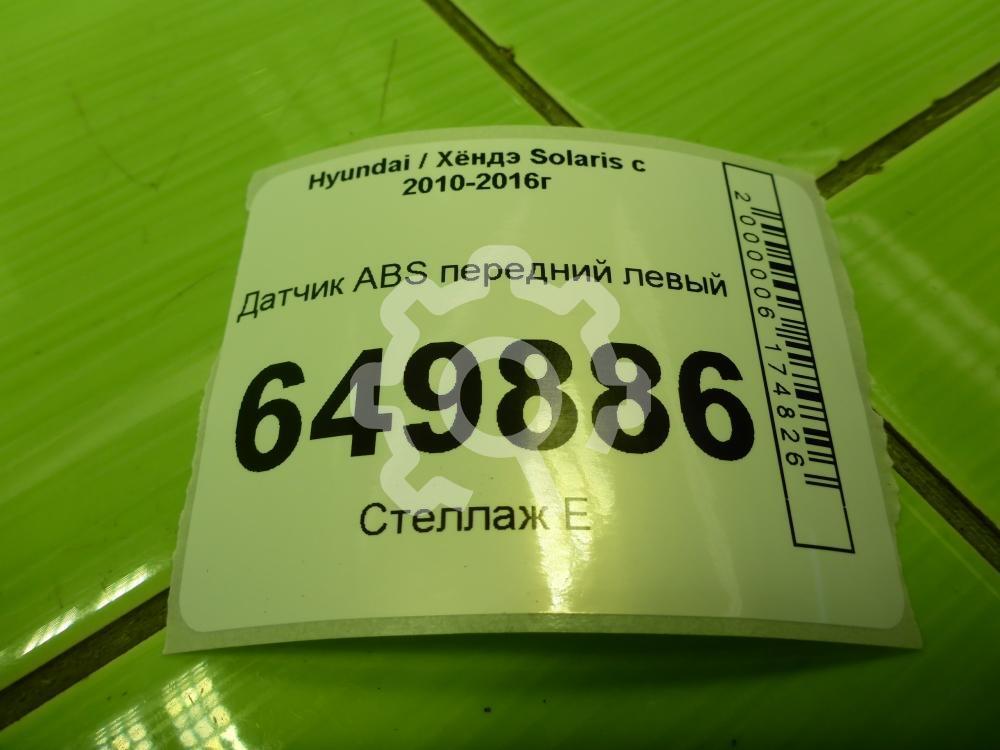 Hyundai / Хёндэ Solaris с
2010-2016г
Датчик ABS передний левый
649886
Стеллаж E
2000006174826